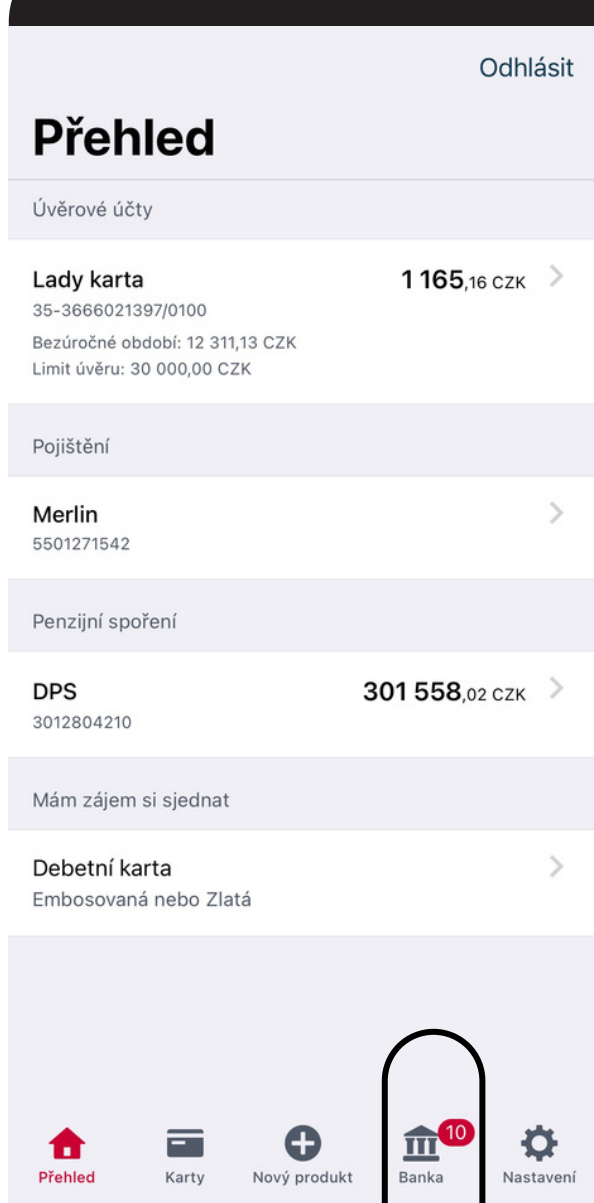 Odhlásit
Přehled
Úvěrové účty
Lady karta 1 165,16 CZK
35-3666021397/0100
Bezúročné období: 12 311,13 CZK
Limit úvěru: 30 000,00 CZK
Pojištění
Merlin
5501271542
Penzijní spoření
DPS 301 558,02 CZK
3012804210
Mám zájem si sjednat
Debetní karta
Embosovaná nebo Zlatá
10
Přehled Karty Nový produkt Banka Nastavení